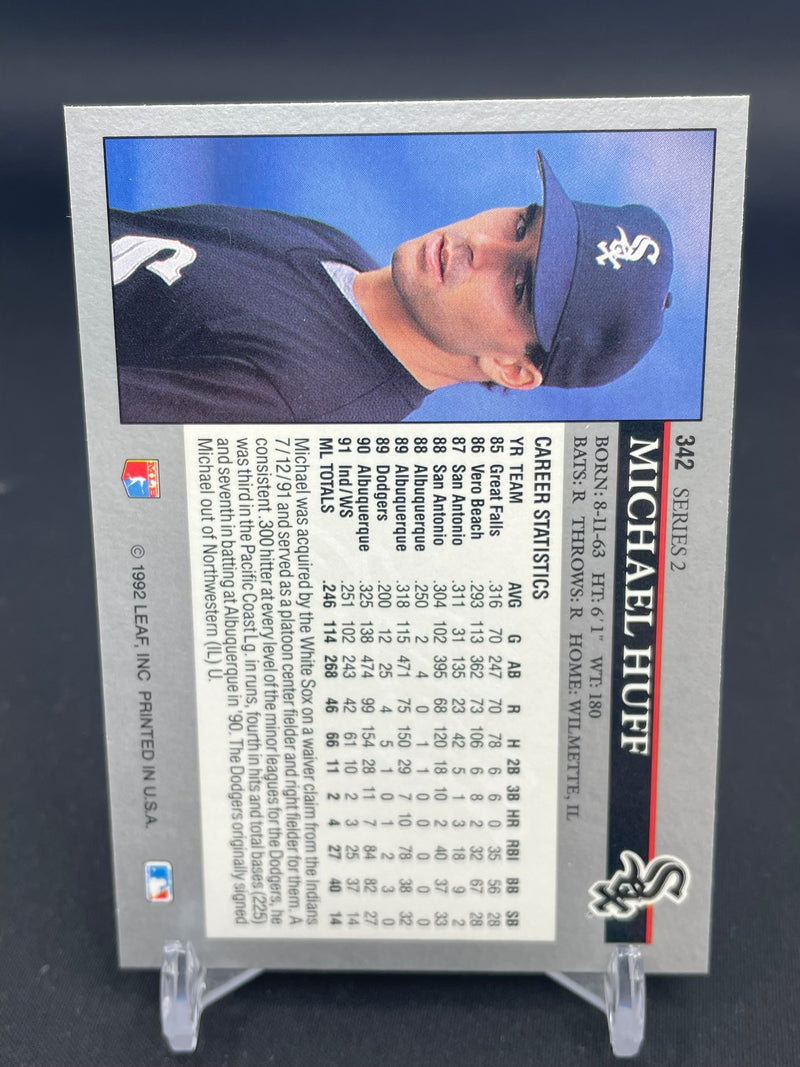 342 SERIES 2
MICHAEL HUFF
BORN: 8-11-63 HT: 6'1" WT: 180
BATS: R THROWS: R HOME: WILMETTE, IL
CAREER STATISTICS
YR TEAM AVG G AB R H 2B 3B HR RBI BB SB
85 Great Falls .316 70 247 70 78 6 6 0 35 56 28
86 Vero Beach .293 113 362 73 106 6 8 2 32 67 28
87 San Antonio .311 31 135 23 42 5 1 3 18 9 2
88 San Antonio .304 102 395 68 120 18 10 2 40 37 33
88 Albuquerque .250 2 4 0 1 1 0 0 0 0 0
89 Albuquerque .318 115 471 75 150 29 7 10 78 38 32
89 Dodgers .200 12 25 4 5 1 0 1 2 3 0
90 Albuquerque .325 138 474 99 154 28 11 7 84 82 27
91 Ind/WS .251 102 243 42 61 10 2 3 25 37 14
ML TOTALS .246 114 268 46 66 11 2 4 27 40 14
Michael was acquired by the White Sox on a waiver claim from the Indians
7/12/91 and served as a platoon center fielder and right fielder for them. A
consistent .300 hitter at every level of the minor leagues for the Dodgers, he
was third in the Pacific Coast Lg. in runs, fourth in hits and total bases (225)
and seventh in batting at Albuquerque in '90. The Dodgers originally signed
Michael out of Northwestern (IL) U.
© 1992 LEAF, INC PRINTED IN U.S.A.